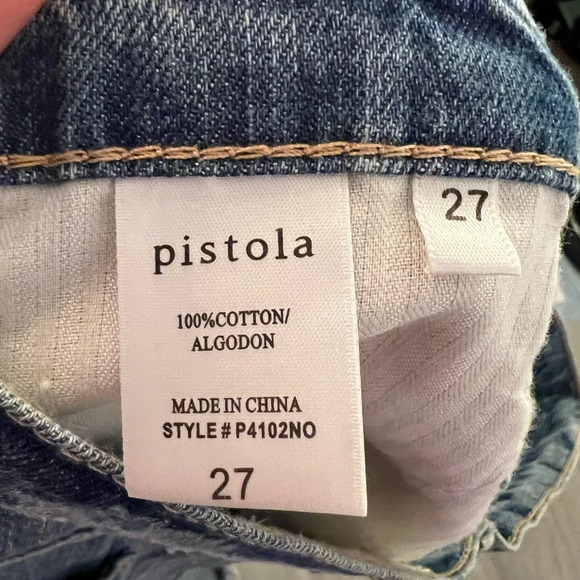 pistola
27
100%COTTON/
ALGODON
MADE IN CHINA
STYLE # P4102NO
27